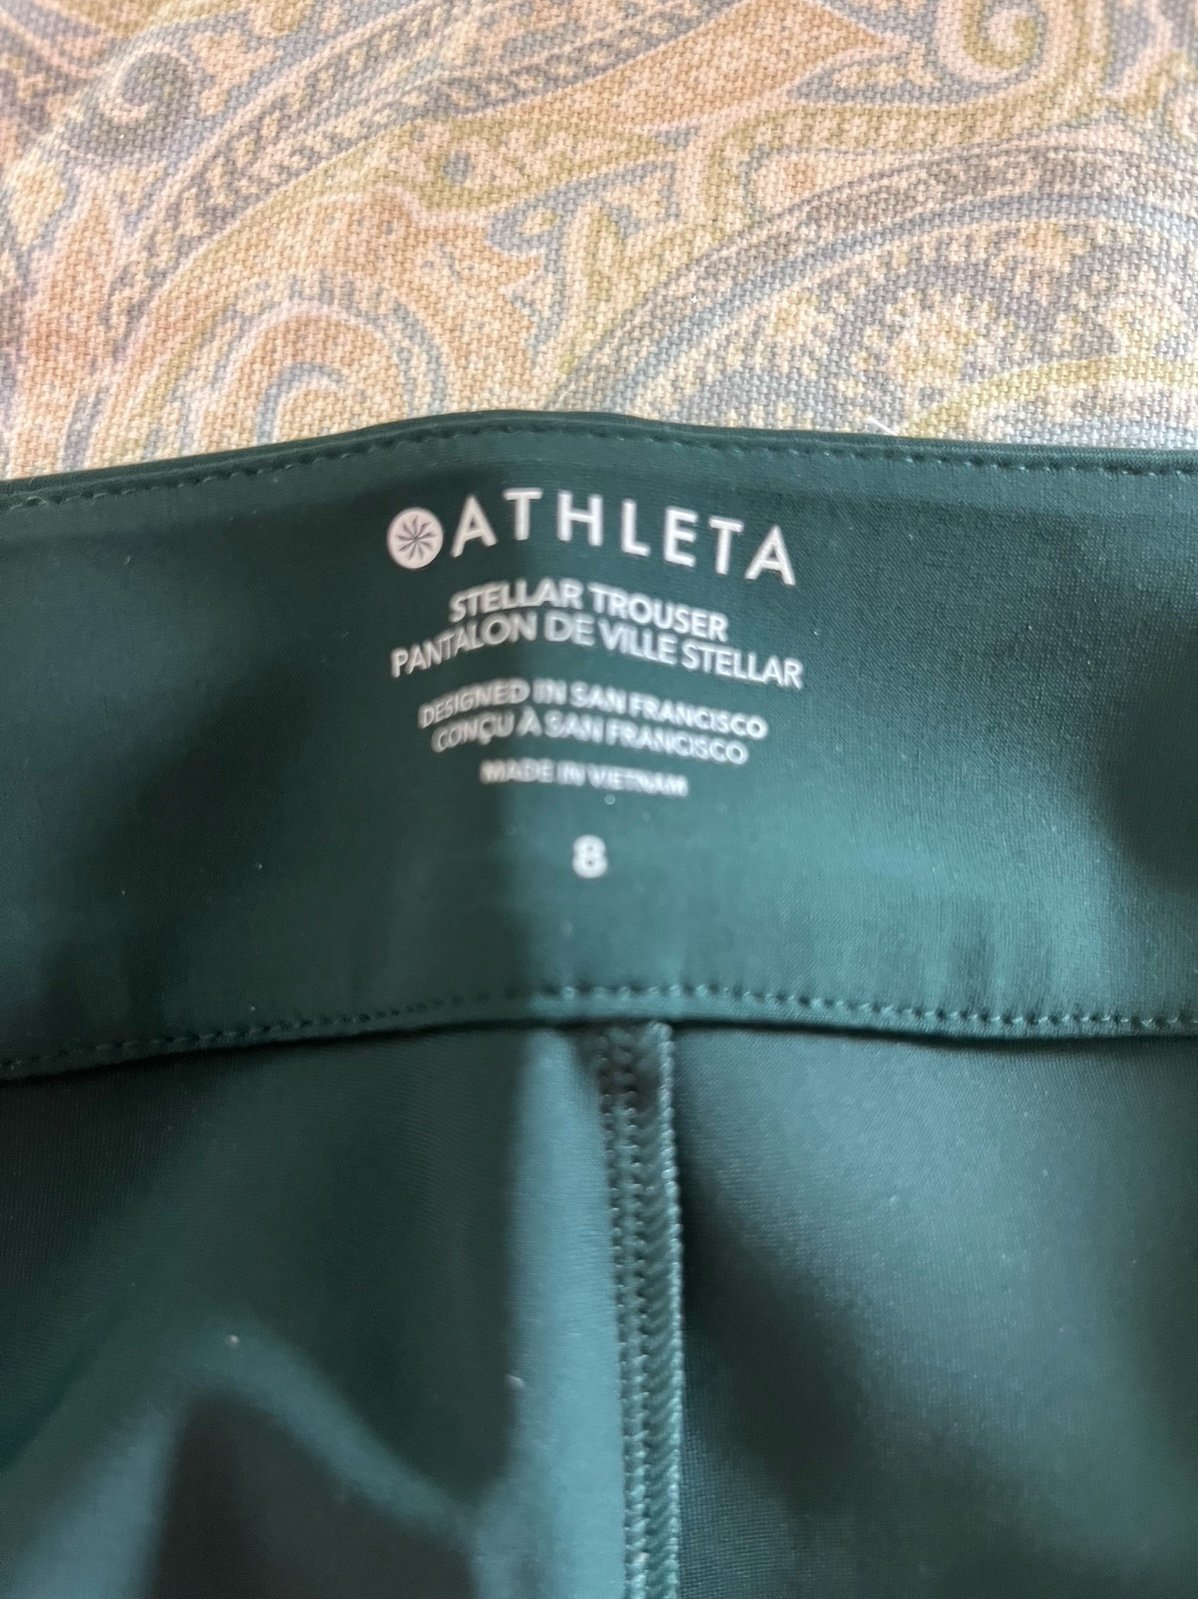 ATHLETA
STELLAR TROUSER
PANTALON DE VILLE STELLAR
DESIGNED IN SAN FRANCISCO
CONÇU À SAN FRANCISCO
MADE IN VIETNAM
8